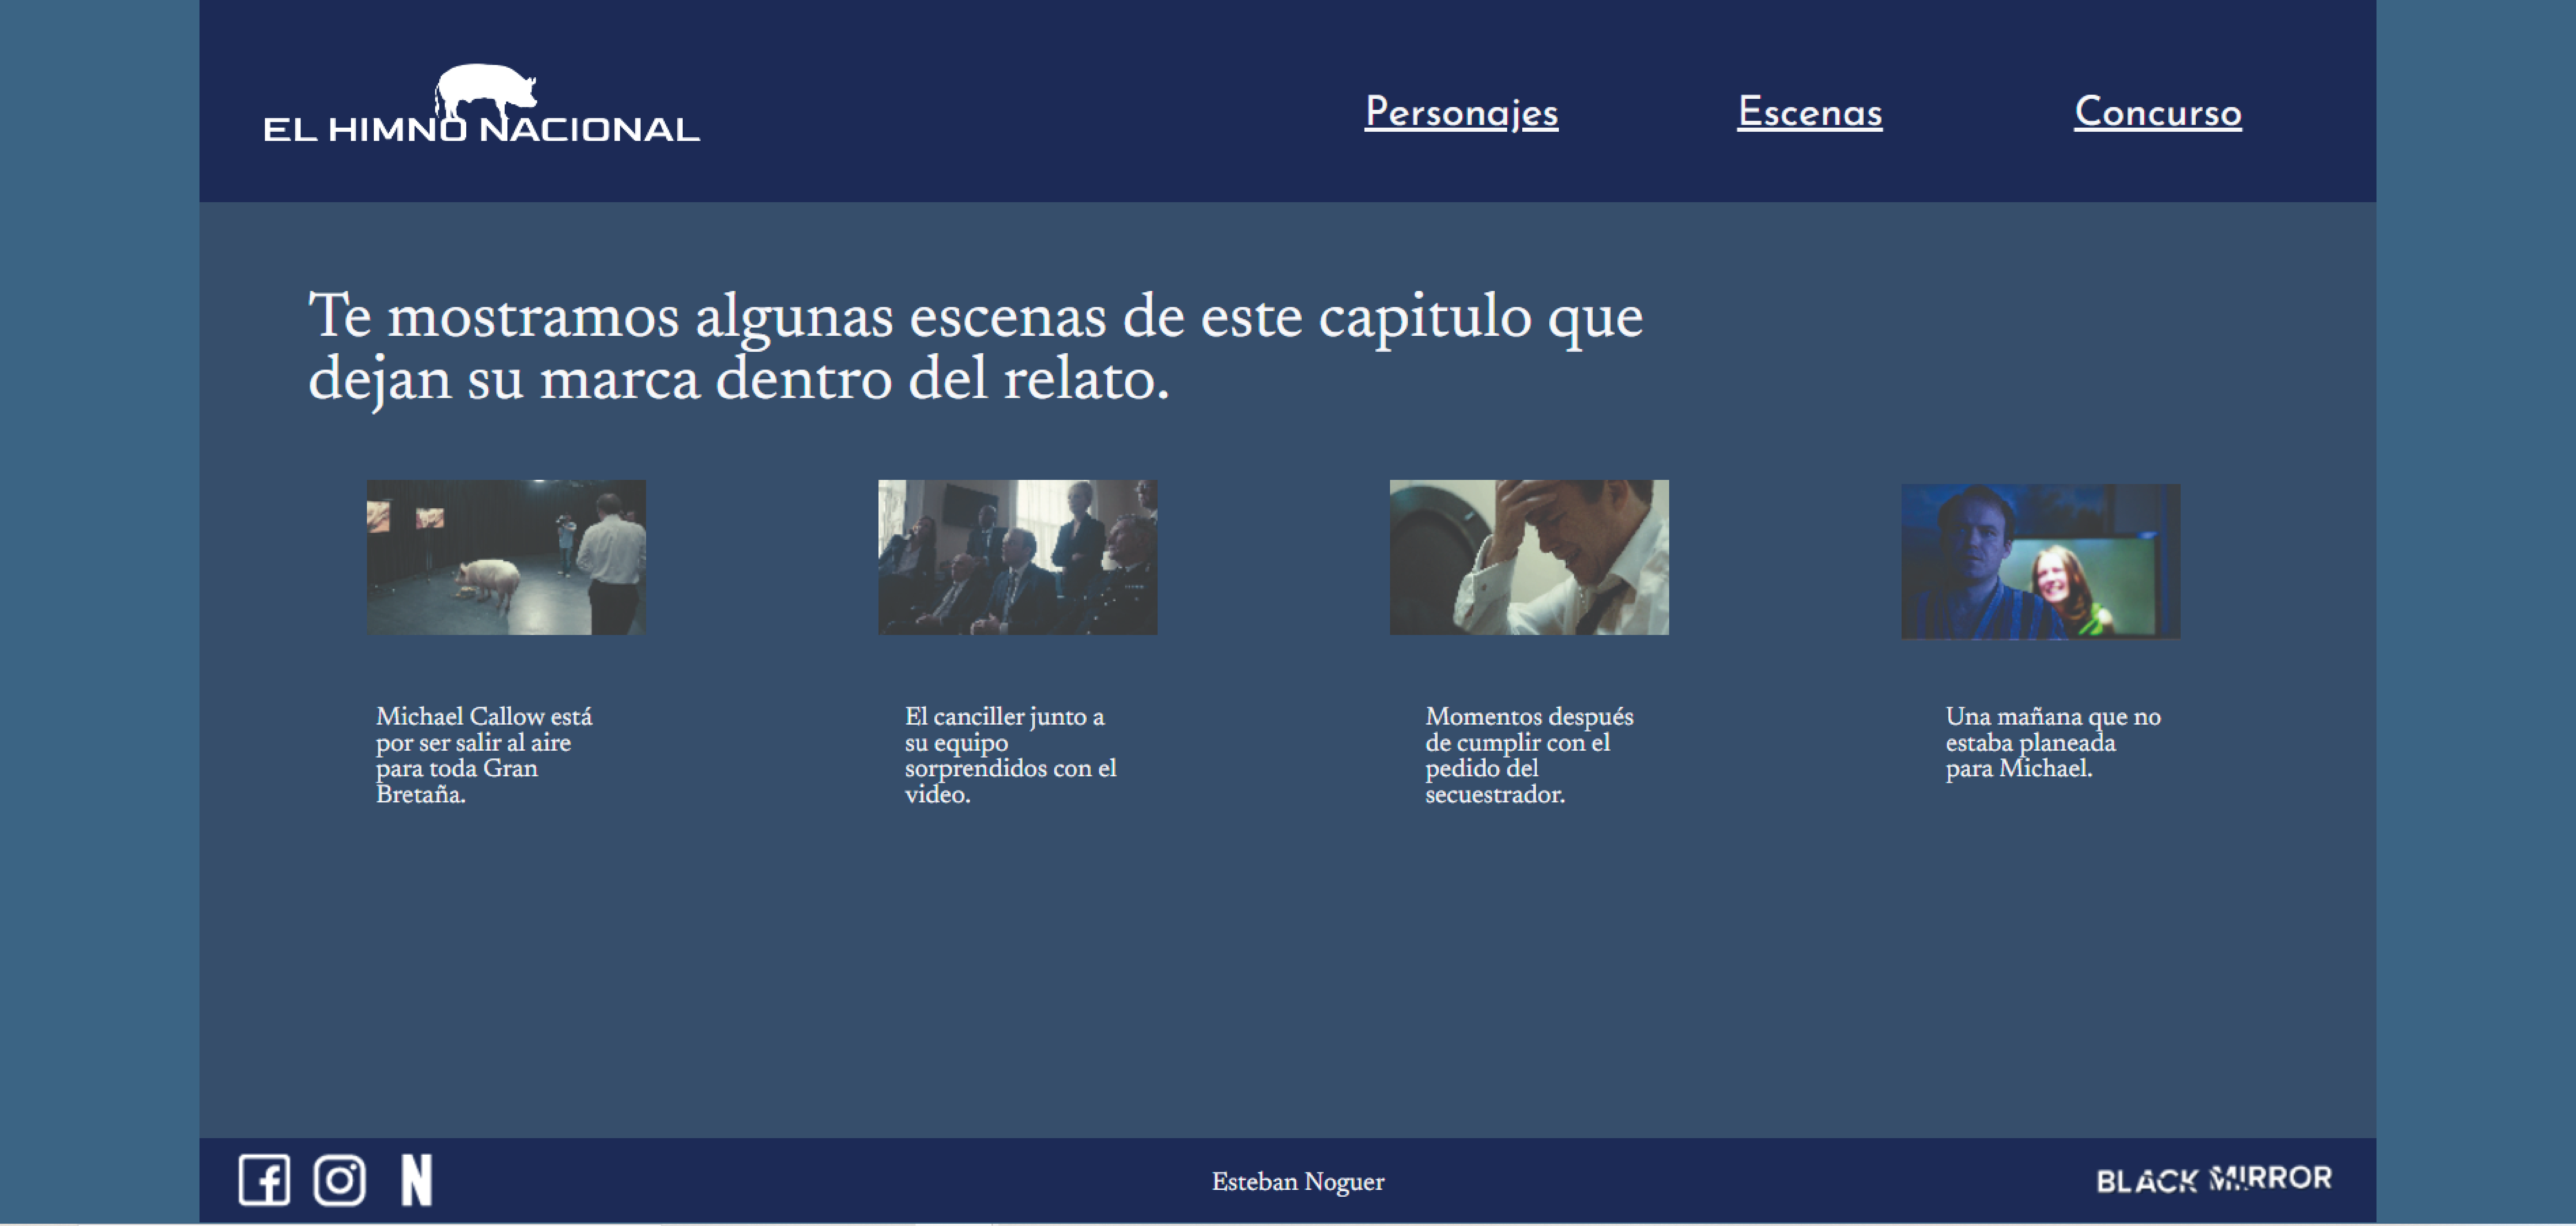 EL HIMNO NACIONAL
Personajes
Escenas
Concurso
Te mostramos algunas escenas de este capitulo que
dejan su marca dentro del relato.
Michael Callow está
por ser salir al aire
para toda Gran
Bretaña.
El canciller junto a
su equipo
sorprendidos con el
video.
Momentos después
de cumplir con el
pedido del
secuestrador.
Una mañana que no
estaba planeada
para Michael.
N
Esteban Noguer
BLACK MIRROR